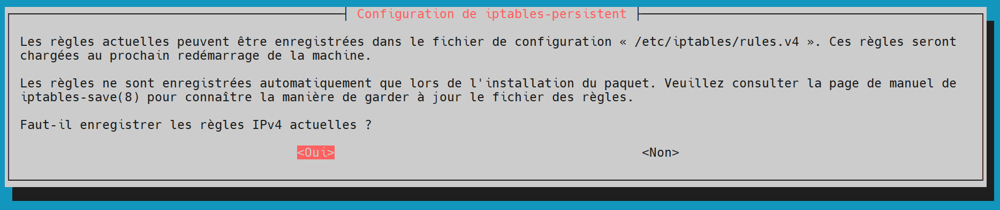 Configuration de iptables-persistent
Les règles actuelles peuvent être enregistrées dans le fichier de configuration « /etc/iptables/rules.v4 ». Ces règles seront
chargées au prochain redémarrage de la machine.
Les règles ne sont enregistrées automatiquement que lors de l'installation du paquet. Veuillez consulter la page de manuel de
iptables-save(8) pour connaître la manière de garder à jour le fichier des règles.
Faut-il enregistrer les règles IPv4 actuelles ?
<Oui> <Non>